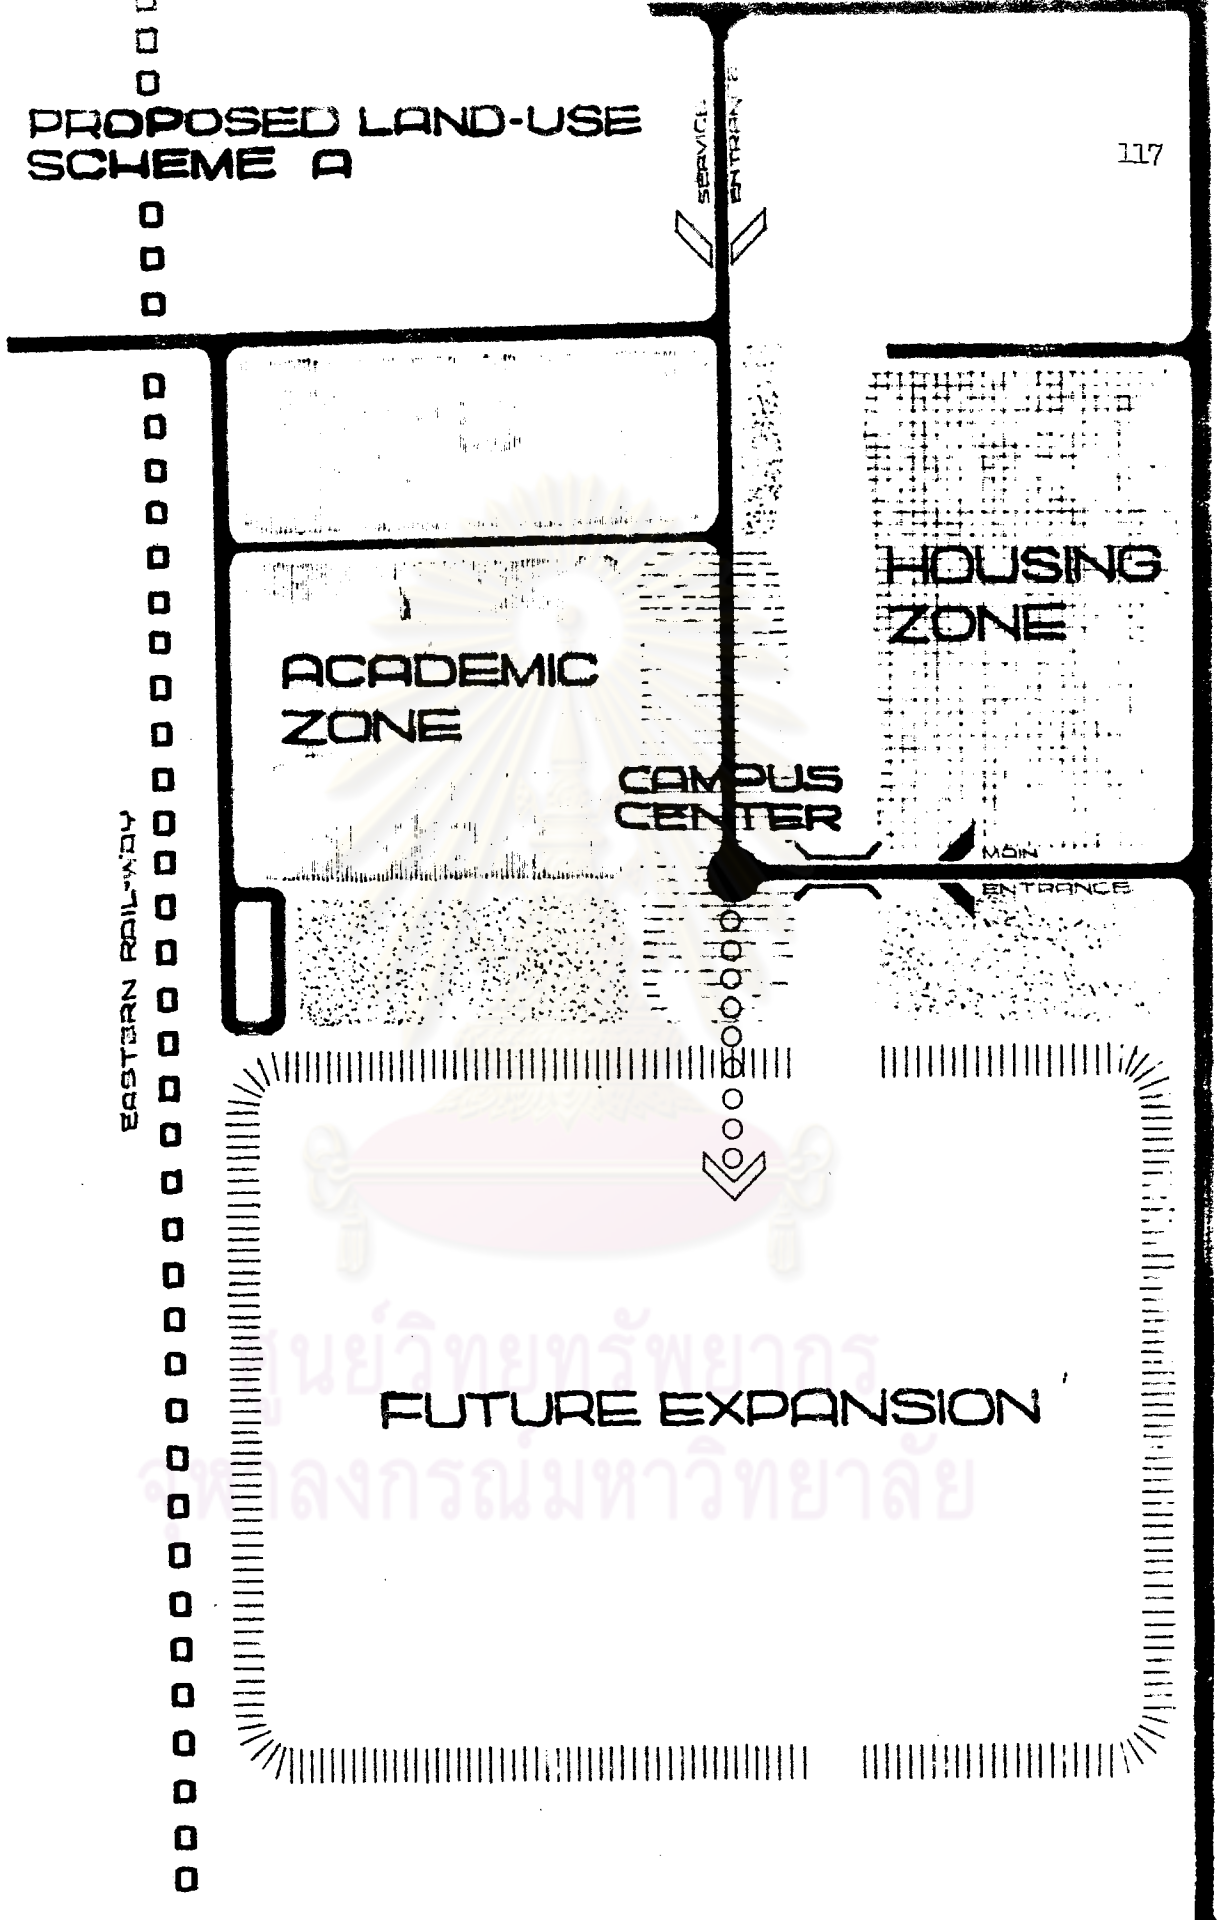 PROPOSED LAND-USE
SCHEME A
117
SERVICE
ENTRANCE
HOUSING
ZONE
ACADEMIC
ZONE
CAMPUS
CENTER
MAIN
ENTRANCE
EASTERN RAIL-WAY
FUTURE EXPANSION
ศูนย์วิทยทรัพยากร
จุฬาลงกรณ์มหาวิทยาลัย